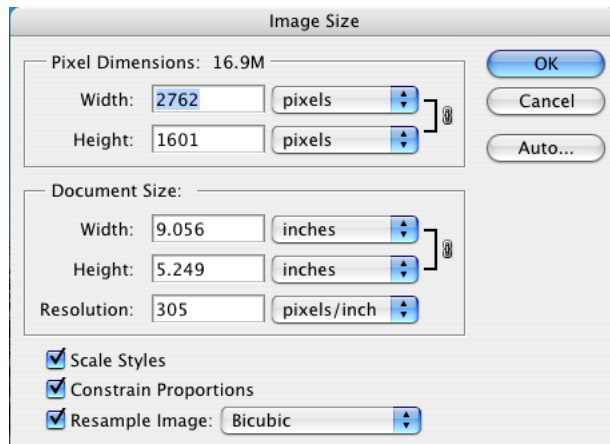 Image Size
Pixel Dimensions: 16.9M
Width: 2762 pixels
Height: 1601 pixels
OK
Cancel
Auto...
Document Size:
Width: 9.056 inches
Height: 5.249 inches
Resolution: 305 pixels/inch
Scale Styles
Constrain Proportions
Resample Image: Bicubic